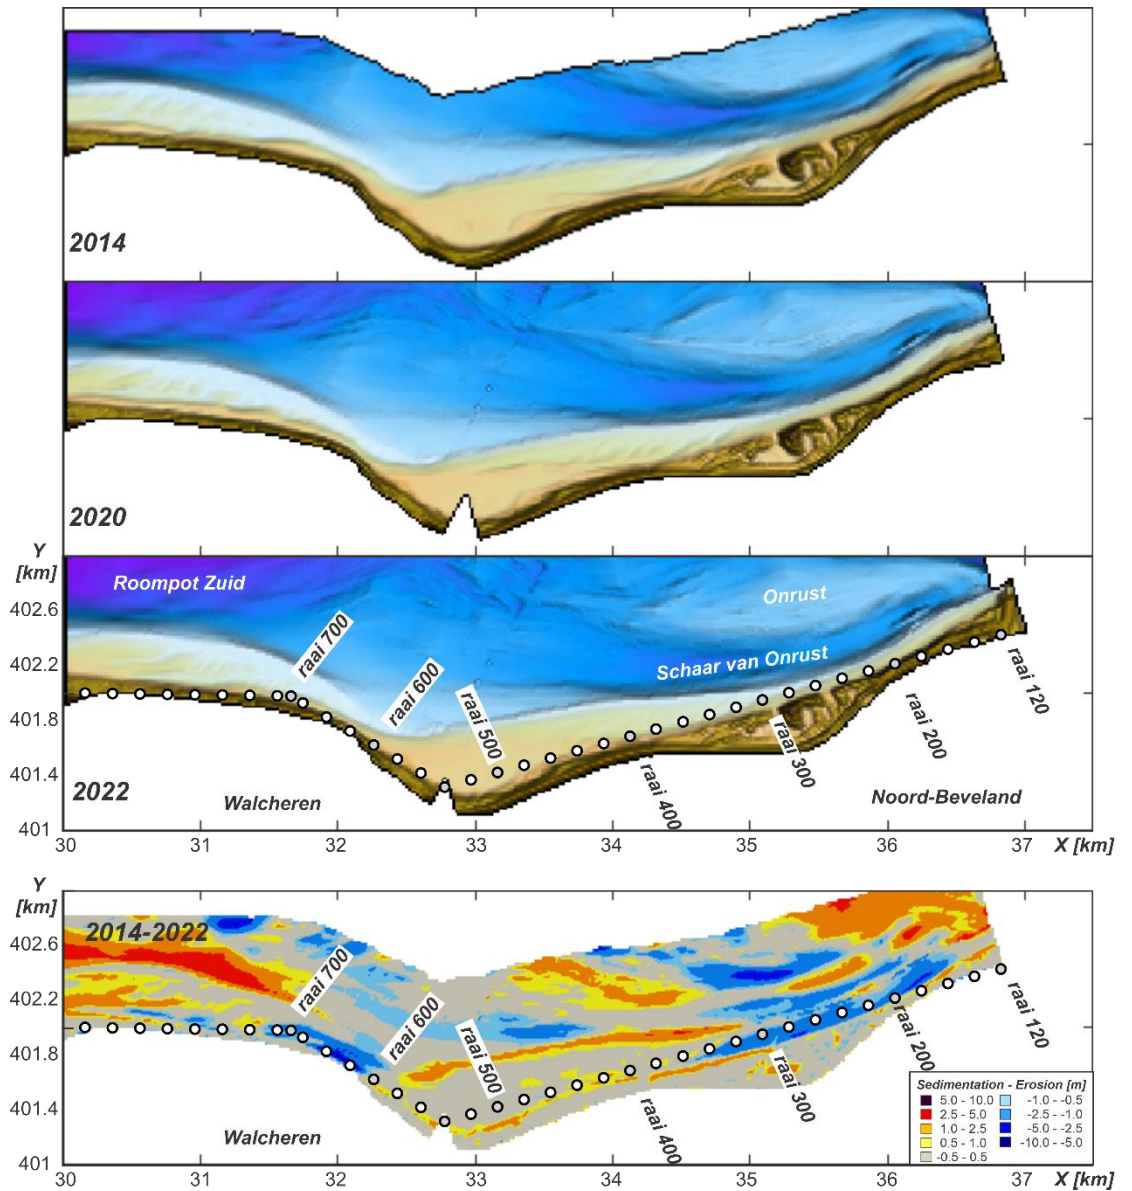 2014
2020
Y
[km]
Roompot Zuid
Onrust
402.6
raai 700
402.2
Schaar van Onrust
raai 600
raai 120
401.8
raai 500
raai 200
401.4
raai 300
2022
Walcheren
raai 400
Noord-Beveland
401
30
31
32
33
34
35
36
37
X [km]
Y
[km]
2014-2022
402.6
raai 700
402.2
raai 600
raai 120
raai 500
401.8
raai 200
raai 300
Sedimentation - Erosion [m]
5.0 - 10.0
-1.0 - -0.5
2.5 - 5.0
-2.5 - -1.0
1.0 - 2.5
-5.0 - -2.5
0.5 - 1.0
-10.0 - -5.0
-0.5 - 0.5
401.4
Walcheren
raai 400
401
30
31
32
33
34
35
36
37
X [km]